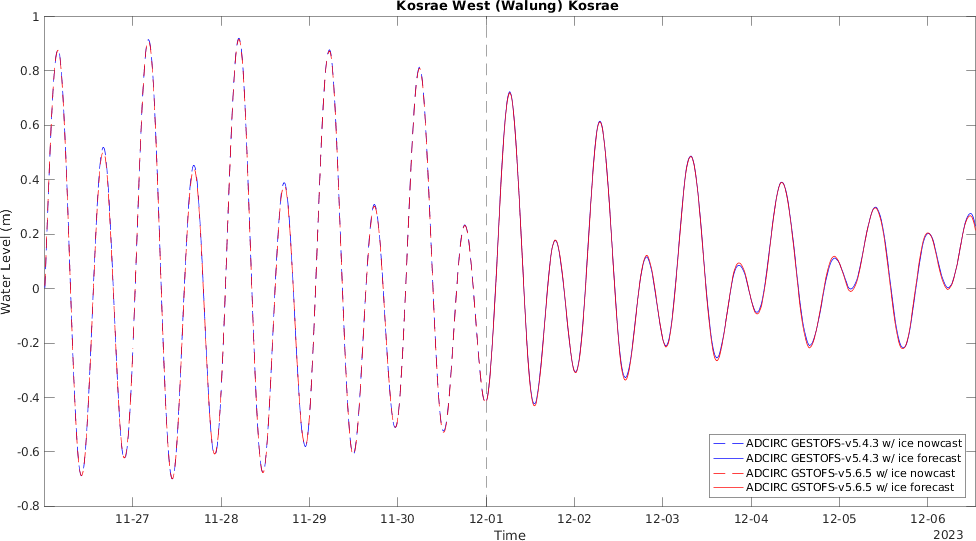 Kosrae West (Walung) Kosrae
1
0.8
0.6
0.4
0.2
0
-0.2
-0.4
-0.6
-0.8
Water Level (m)
11-27 11-28 11-29 11-30 12-01 12-02 12-03 12-04 12-05 12-06
Time
2023
ADCIRC GESTOFS-v5.4.3 w/ ice nowcast
ADCIRC GESTOFS-v5.4.3 w/ ice forecast
ADCIRC GSTOFS-v5.6.5 w/ ice nowcast
ADCIRC GSTOFS-v5.6.5 w/ ice forecast